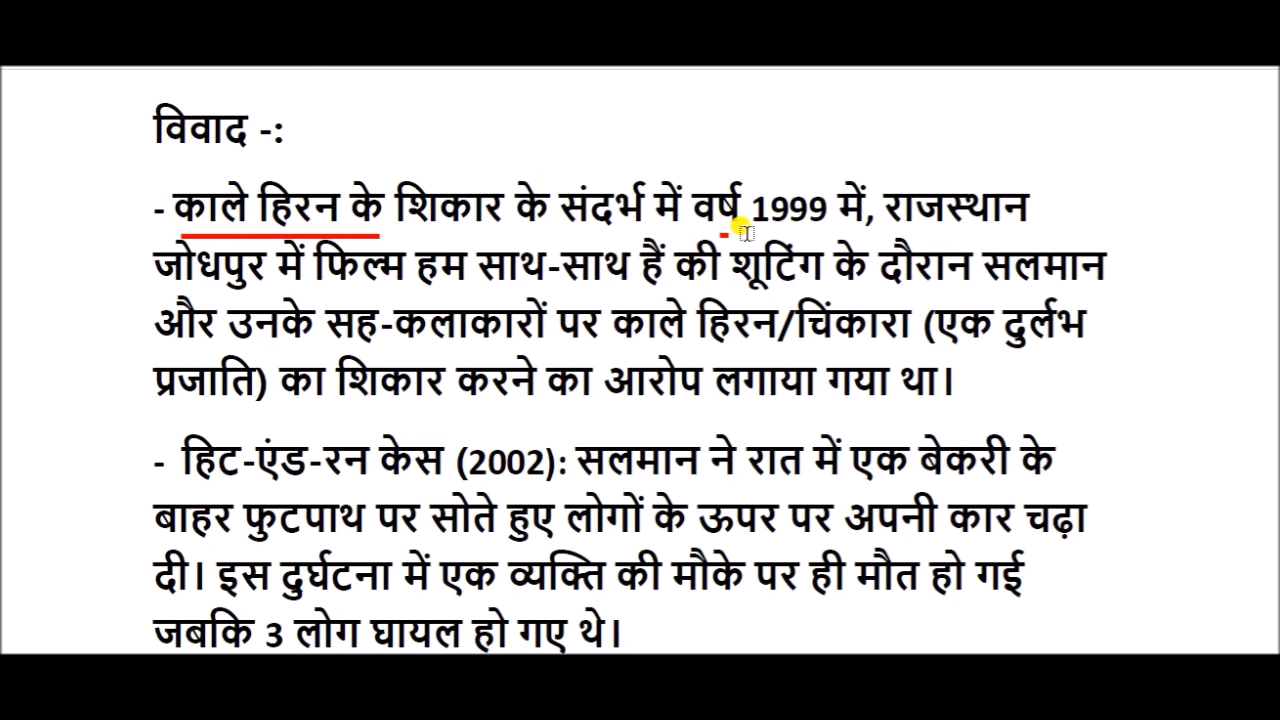 विवाद -:
- काले हिरन के शिकार के संदर्भ में वर्ष 1999 में, राजस्थान
जोधपुर में फिल्म हम साथ-साथ हैं की शूटिंग के दौरान सलमान
और उनके सह-कलाकारों पर काले हिरन/चिंकारा (एक दुर्लभ
प्रजाति) का शिकार करने का आरोप लगाया गया था।
- हिट-एंड-रन केस (2002): सलमान ने रात में एक बेकरी के
बाहर फुटपाथ पर सोते हुए लोगों के ऊपर पर अपनी कार चढ़ा
दी। इस दुर्घटना में एक व्यक्ति की मौके पर ही मौत हो गई
जबकि 3 लोग घायल हो गए थे।